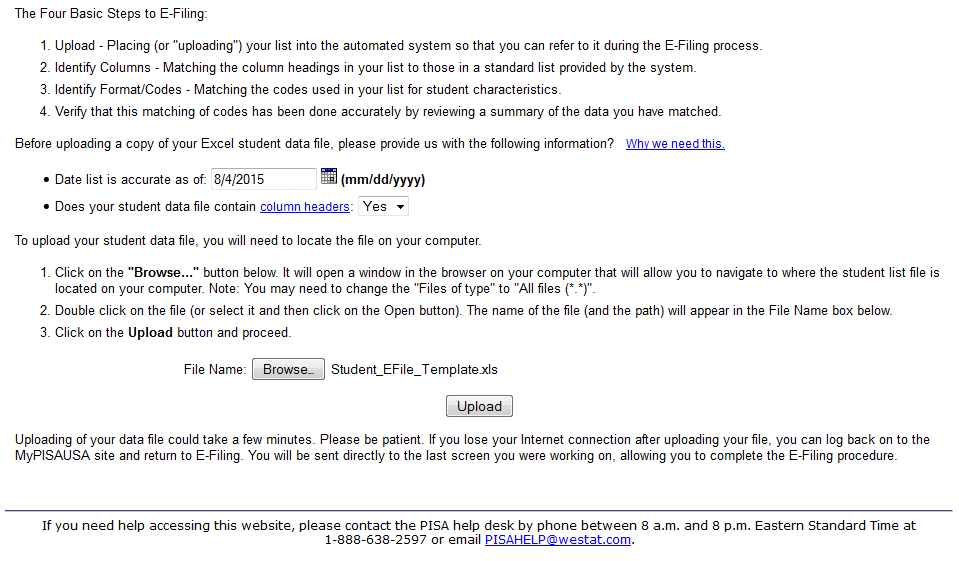 The Four Basic Steps to E-Filing:
1. Upload - Placing (or "uploading") your list into the automated system so that you can refer to it during the E-Filing process.
2. Identify Columns - Matching the column headings in your list to those in a standard list provided by the system.
3. Identify Format/Codes - Matching the codes used in your list for student characteristics.
4. Verify that this matching of codes has been done accurately by reviewing a summary of the data you have matched.
Before uploading a copy of your Excel student data file, please provide us with the following information? Why we need this.
• Date list is accurate as of: 8/4/2015 (mm/dd/yyyy)
• Does your student data file contain column headers: Yes
To upload your student data file, you will need to locate the file on your computer.
1. Click on the "Browse..." button below. It will open a window in the browser on your computer that will allow you to navigate to where the student list file is
located on your computer. Note: You may need to change the "Files of type" to "All files (*.*)".
2. Double click on the file (or select it and then click on the Open button). The name of the file (and the path) will appear in the File Name box below.
3. Click on the Upload button and proceed.
File Name: Browse... Student_EFile_Template.xls
Upload
Uploading of your data file could take a few minutes. Please be patient. If you lose your Internet connection after uploading your file, you can log back on to the
MyPISAUSA site and return to E-Filing. You will be sent directly to the last screen you were working on, allowing you to complete the E-Filing procedure.
If you need help accessing this website, please contact the PISA help desk by phone between 8 a.m. and 8 p.m. Eastern Standard Time at
1-888-638-2597 or email PISAHELP@westat.com.